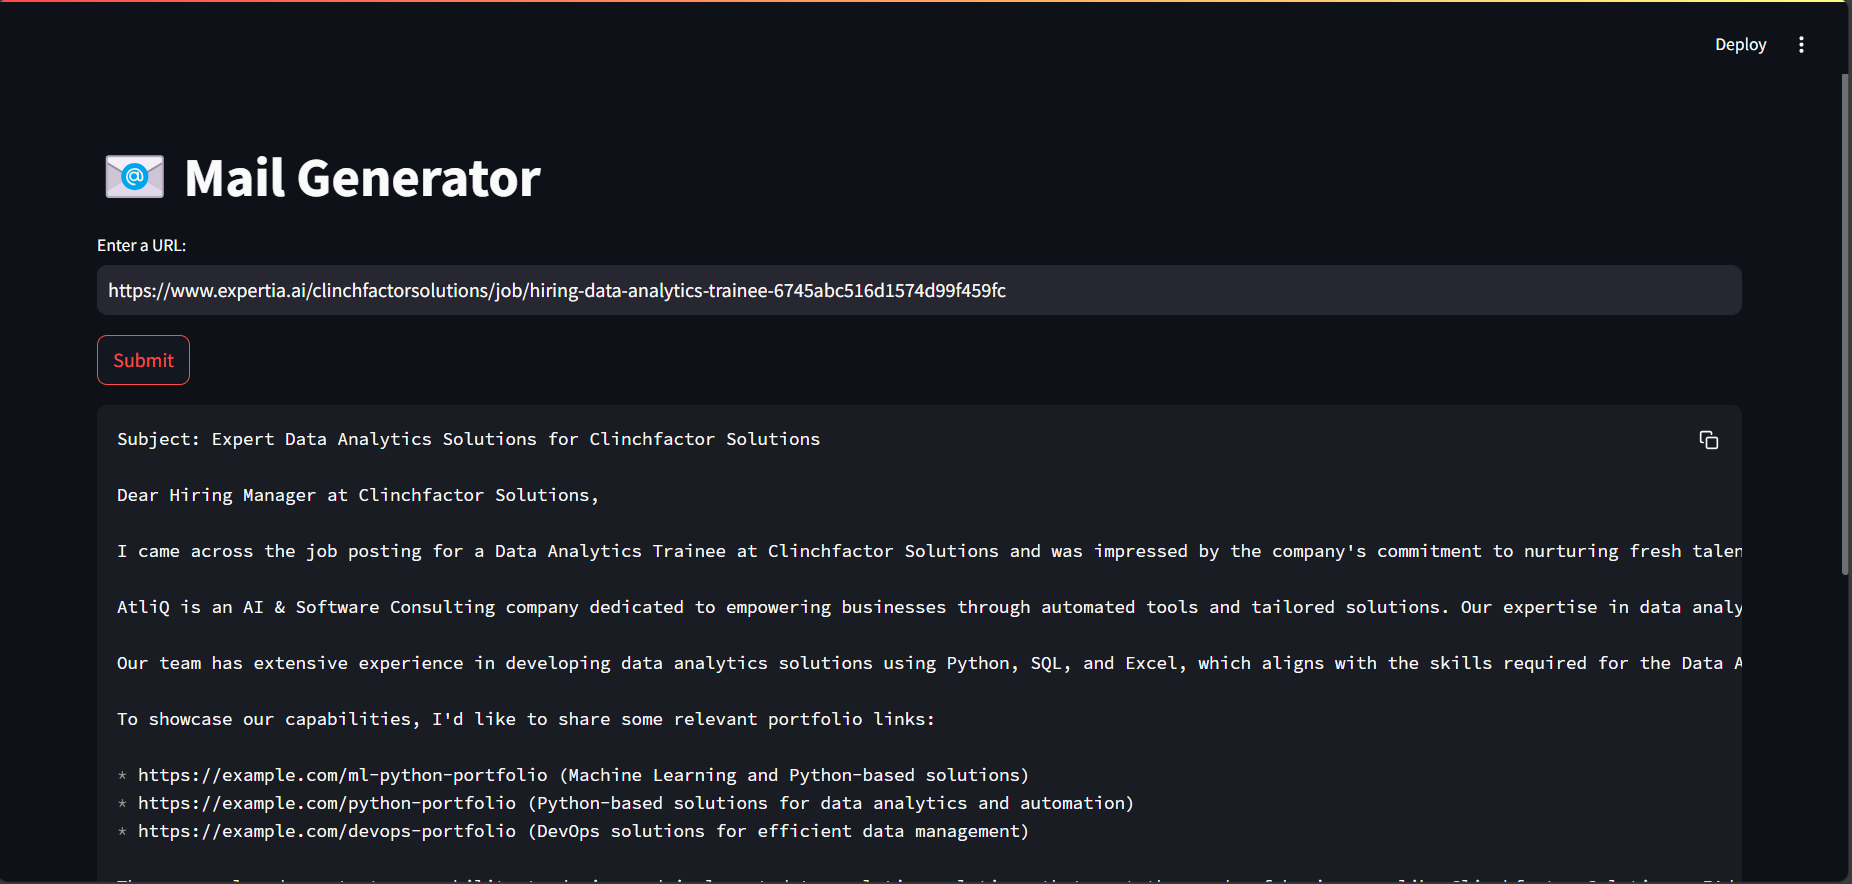 Deploy
Mail Generator
Enter a URL:
https://www.expertia.ai/clinchfactorsolutions/job/hiring-data-analytics-trainee-6745abc516d1574d99f459fc
Submit
Subject: Expert Data Analytics Solutions for Clinchfactor Solutions
Dear Hiring Manager at Clinchfactor Solutions,
I came across the job posting for a Data Analytics Trainee at Clinchfactor Solutions and was impressed by the company's commitment to nurturing fresh talen
AtliQ is an AI & Software Consulting company dedicated to empowering businesses through automated tools and tailored solutions. Our expertise in data analy
Our team has extensive experience in developing data analytics solutions using Python, SQL, and Excel, which aligns with the skills required for the Data A
To showcase our capabilities, I'd like to share some relevant portfolio links:
* https://example.com/ml-python-portfolio (Machine Learning and Python-based solutions)
* https://example.com/python-portfolio (Python-based solutions for data analytics and automation)
* https://example.com/devops-portfolio (DevOps solutions for efficient data management)